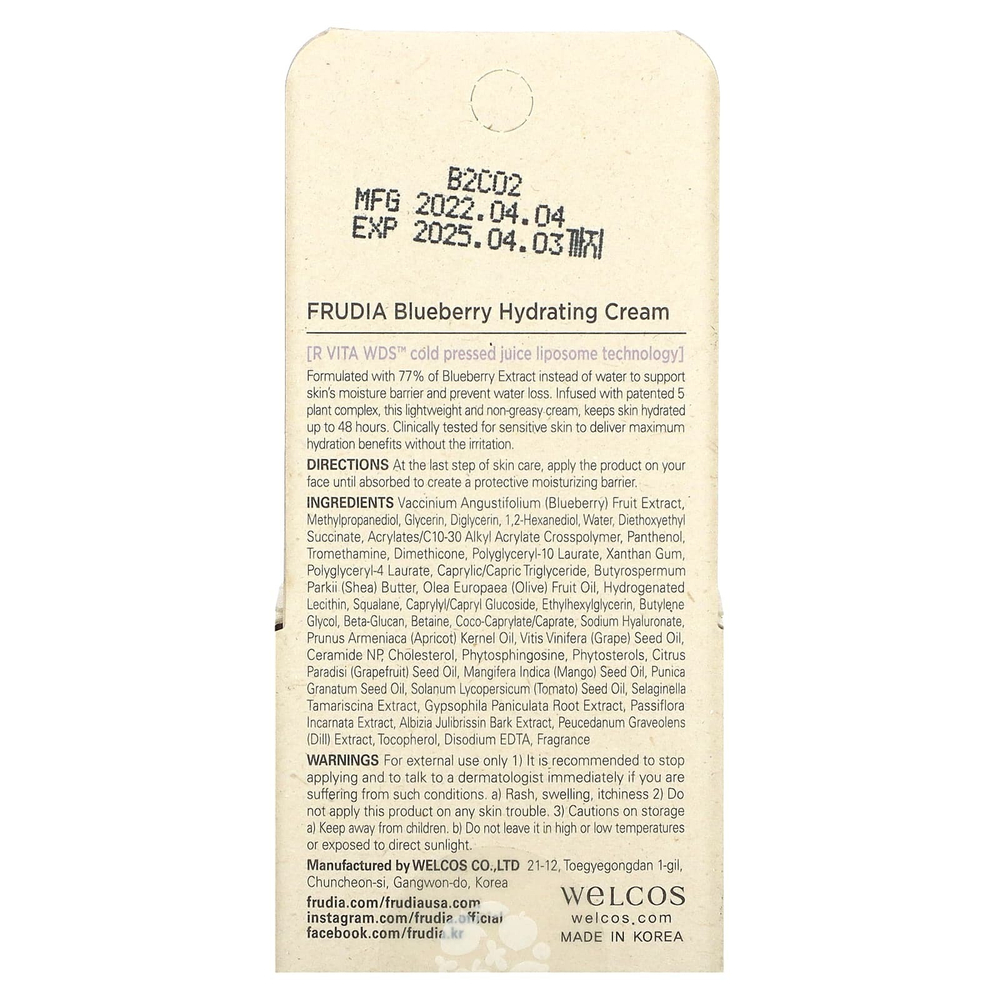 B2C02
MFG 2022.04.04
EXP 2025.04.03까지
FRUDIA Blueberry Hydrating Cream
[R VITA WDS™ cold pressed juice liposome technology]
Formulated with 77% of Blueberry Extract instead of water to support
skin's moisture barrier and prevent water loss. Infused with patented 5
plant complex, this lightweight and non-greasy cream, keeps skin hydrated
up to 48 hours. Clinically tested for sensitive skin to deliver maximum
hydration benefits without the irritation.
DIRECTIONS At the last step of skin care, apply the product on your
face until absorbed to create a protective moisturizing barrier.
INGREDIENTS Vaccinium Angustifolium (Blueberry) Fruit Extract,
Methylpropanediol, Glycerin, Diglycerin, 1,2-Hexanediol, Water, Diethoxyethyl
Succinate, Acrylates/C10-30 Alkyl Acrylate Crosspolymer, Panthenol,
Tromethamine, Dimethicone, Polyglyceryl-10 Laurate, Xanthan Gum,
Polyglyceryl-4 Laurate, Caprylic/Capric Triglyceride, Butyrospermum
Parkii (Shea) Butter, Olea Europaea (Olive) Fruit Oil, Hydrogenated
Lecithin, Squalane, Caprylyl/Capryl Glucoside, Ethylhexylglycerin, Butylene
Glycol, Beta-Glucan, Betaine, Coco-Caprylate/Caprate, Sodium Hyaluronate,
Prunus Armeniaca (Apricot) Kernel Oil, Vitis Vinifera (Grape) Seed Oil,
Ceramide NP, Cholesterol, Phytosphingosine, Phytosterols, Citrus
Paradisi (Grapefruit) Seed Oil, Mangifera Indica (Mango) Seed Oil, Punica
Granatum Seed Oil, Solanum Lycopersicum (Tomato) Seed Oil, Selaginella
Tamariscina Extract, Gypsophila Paniculata Root Extract, Passiflora
Incarnata Extract, Albizia Julibrissin Bark Extract, Peucedanum Graveolens
(Dill) Extract, Tocopherol, Disodium EDTA, Fragrance
WARNINGS For external use only 1) It is recommended to stop
applying and to talk to a dermatologist immediately if you are
suffering from such conditions. a) Rash, swelling, itchiness 2) Do
not apply this product on any skin trouble. 3) Cautions on storage
a) Keep away from children. b) Do not leave it in high or low temperatures
or exposed to direct sunlight.
Manufactured by WELCOS CO.,LTD 21-12, Toegyegongdan 1-gil,
Chuncheon-si, Gangwon-do, Korea
frudia.com/frudiausa.com
instagram.com/frudia.official
facebook.com/frudia.kr
WELCOS
welcos.com
MADE IN KOREA